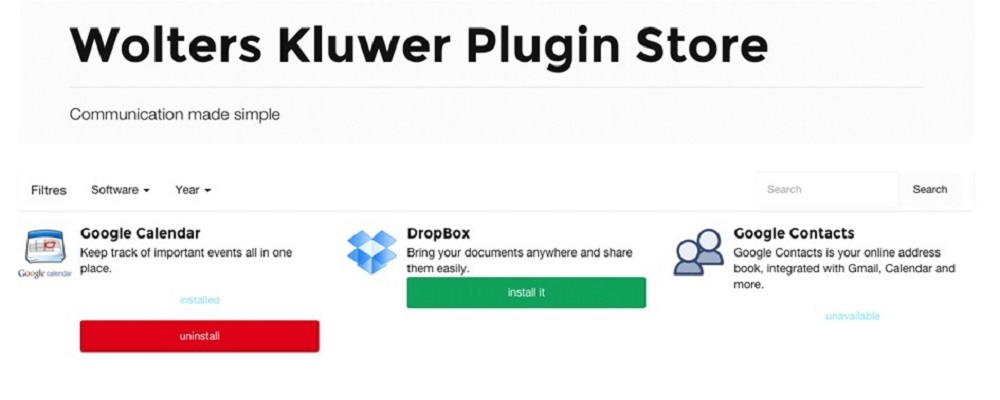 Wolters Kluwer Plugin Store
Communication made simple
Filtres Software Year Search Search
Google Calendar
Keep track of important events all in one
place.
Google calendar
installed
uninstall
DropBox
Bring your documents anywhere and share
them easily.
install it
Google Contacts
Google Contacts is your online address
book, integrated with Gmail, Calendar and
more.
unavailable